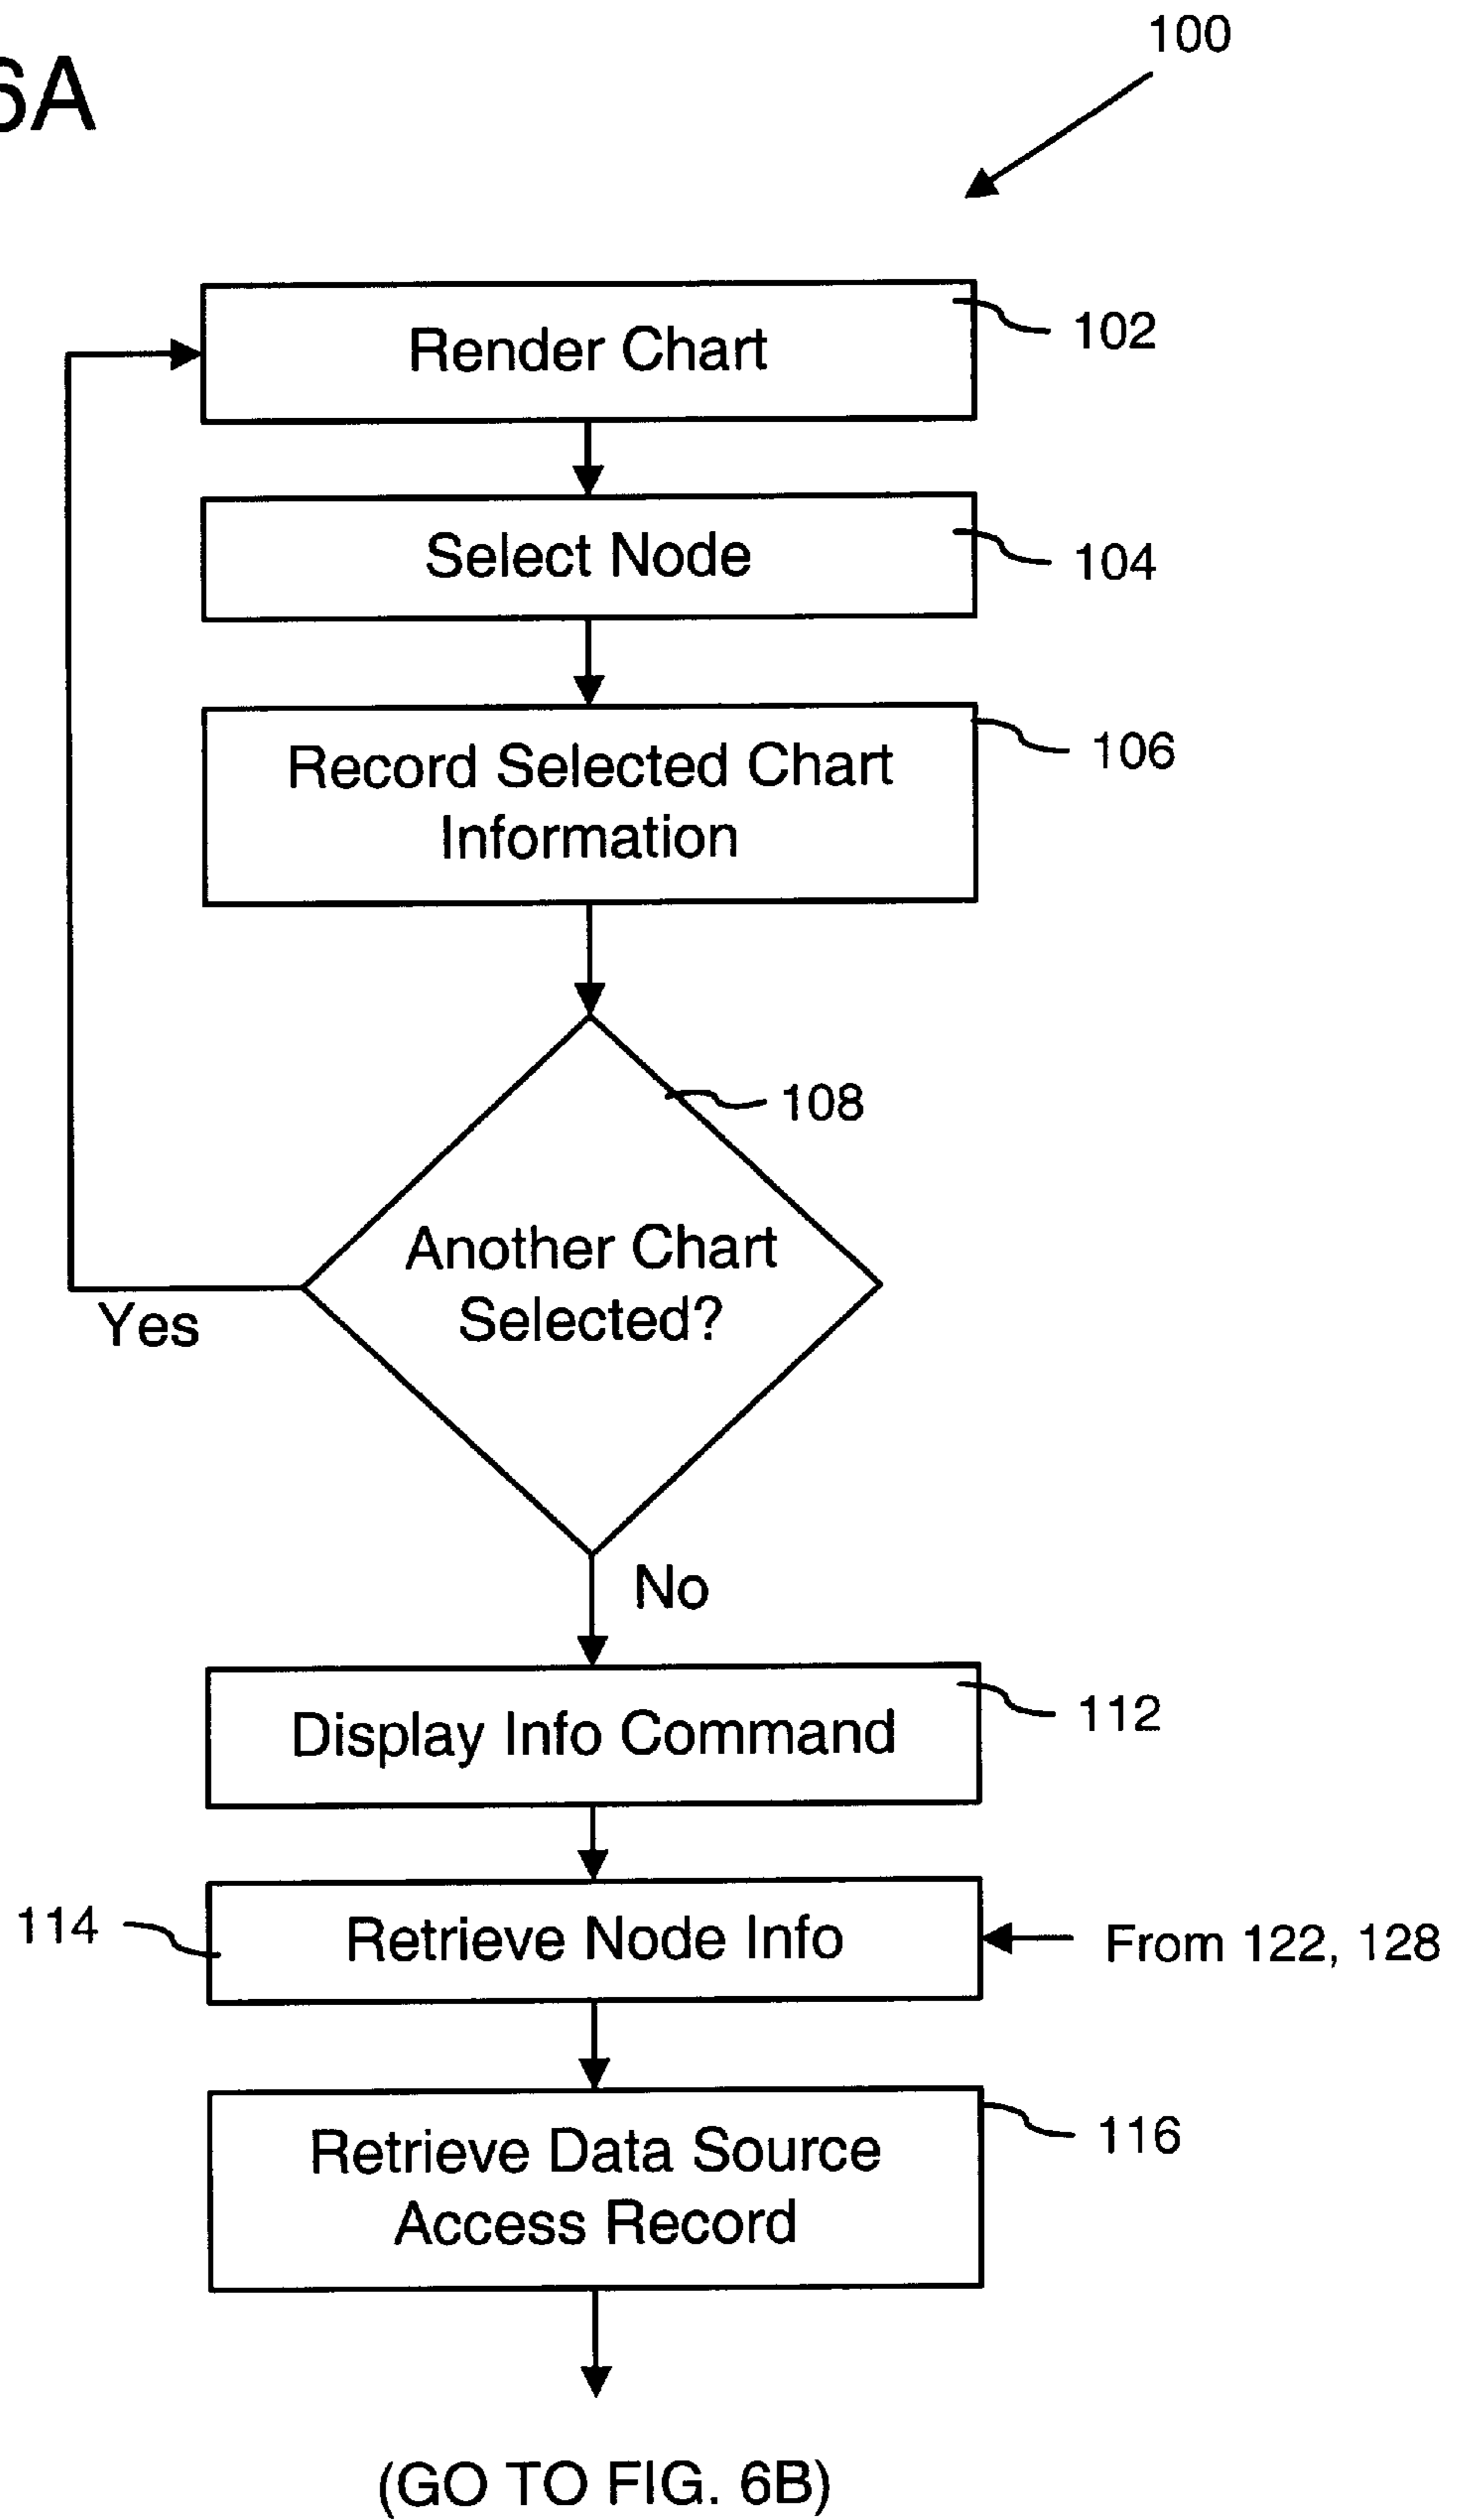 6A
100
Render Chart
102
Select Node
104
Record Selected Chart
Information
106
108
Another Chart
Selected?
Yes
No
Display Info Command
112
114
Retrieve Node Info
From 122, 128
Retrieve Data Source
Access Record
116
(GO TO FIG. 6B)